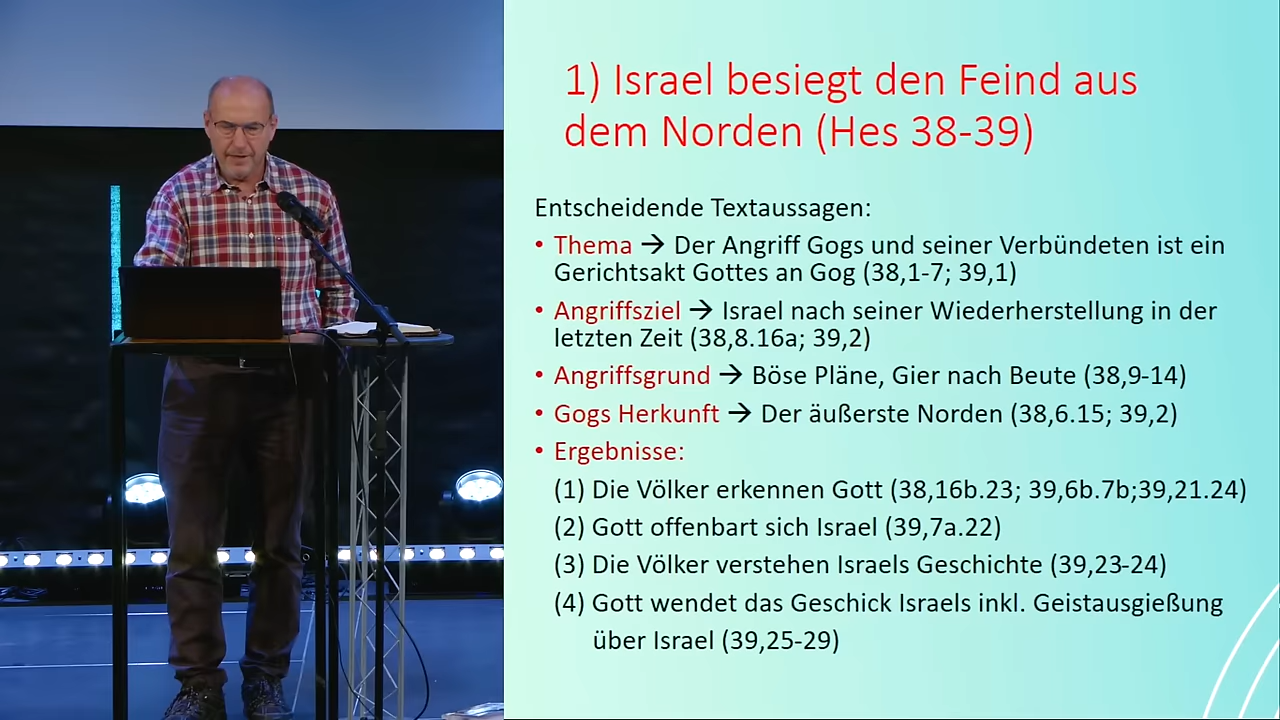 1) Israel besiegt den Feind aus
dem Norden (Hes 38-39)
Entscheidende Textaussagen:
• Thema → Der Angriff Gogs und seiner Verbündeten ist ein
Gerichtsakt Gottes an Gog (38,1-7; 39,1)
• Angriffsziel → Israel nach seiner Wiederherstellung in der
letzten Zeit (38,8.16a; 39,2)
• Angriffsgrund → Böse Pläne, Gier nach Beute (38,9-14)
• Gogs Herkunft → Der äußerste Norden (38,6.15; 39,2)
• Ergebnisse:
(1) Die Völker erkennen Gott (38,16b.23; 39,6b.7b;39,21.24)
(2) Gott offenbart sich Israel (39,7a.22)
(3) Die Völker verstehen Israels Geschichte (39,23-24)
(4) Gott wendet das Geschick Israels inkl. Geistausgießung
über Israel (39,25-29)